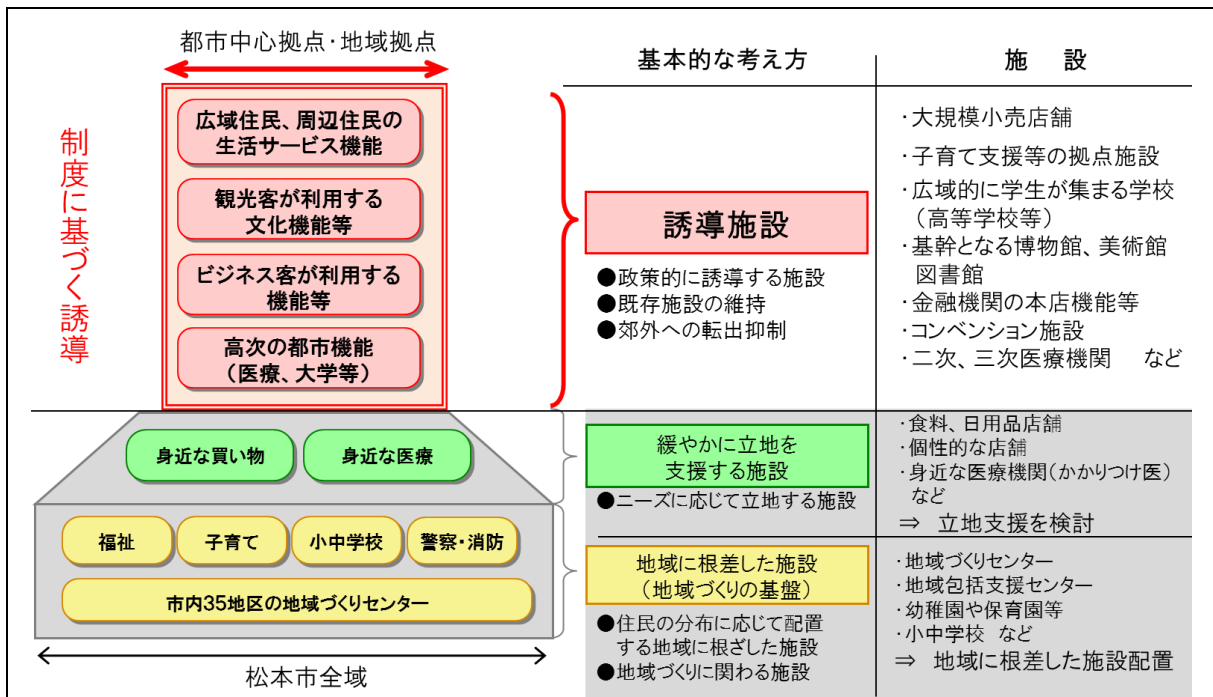 都市中心拠点・地域拠点
制度に基づく誘導
広域住民、周辺住民の
生活サービス機能
観光客が利用する
文化機能等
ビジネス客が利用する
機能等
高次の都市機能
（医療、大学等）
身近な買い物
身近な医療
福祉
子育て
小中学校
警察・消防
市内35地区の地域づくりセンター
松本市全域
基本的な考え方
誘導施設
●政策的に誘導する施設
●既存施設の維持
●郊外への転出抑制
緩やかに立地を
支援する施設
●ニーズに応じて立地する施設
地域に根差した施設
（地域づくりの基盤）
●住民の分布に応じて配置
する地域に根ざした施設
●地域づくりに関わる施設
施 設
・大規模小売店舗
・子育て支援等の拠点施設
・広域的に学生が集まる学校
（高等学校等）
・基幹となる博物館、美術館
図書館
・金融機関の本店機能等
・コンベンション施設
・二次、三次医療機関 など
・食料、日用品店舗
・個性的な店舗
・身近な医療機関（かかりつけ医）
など
⇒ 立地支援を検討
・地域づくりセンター
・地域包括支援センター
・幼稚園や保育園等
・小中学校 など
⇒ 地域に根差した施設配置